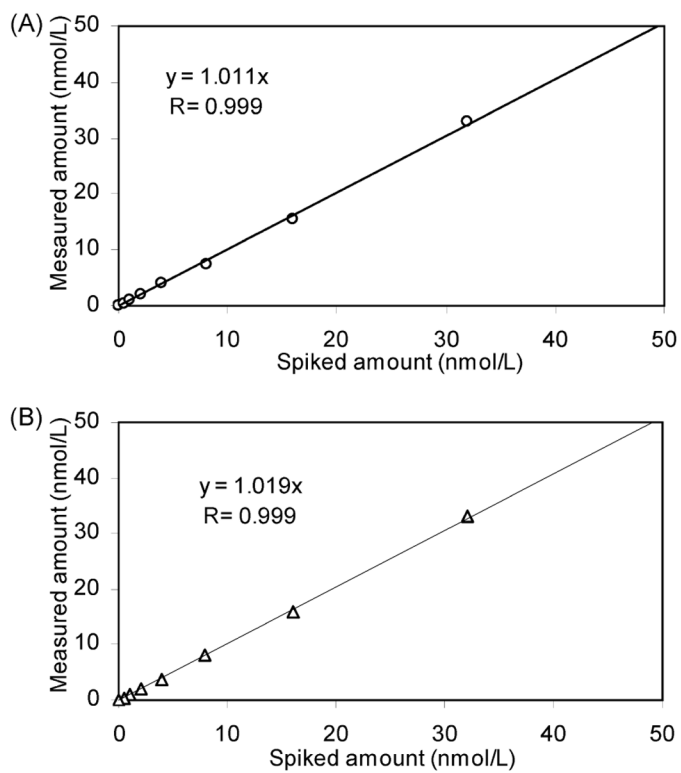 (A)
Mesaured amount (nmol/L)
50
40
30
20
10
0
y = 1.011x
R= 0.999
0 10 20 30 40 50
Spiked amount (nmol/L)
(B)
Measured amount (nmol/L)
50
40
30
20
10
0
y = 1.019x
R= 0.999
0 10 20 30 40 50
Spiked amount (nmol/L)